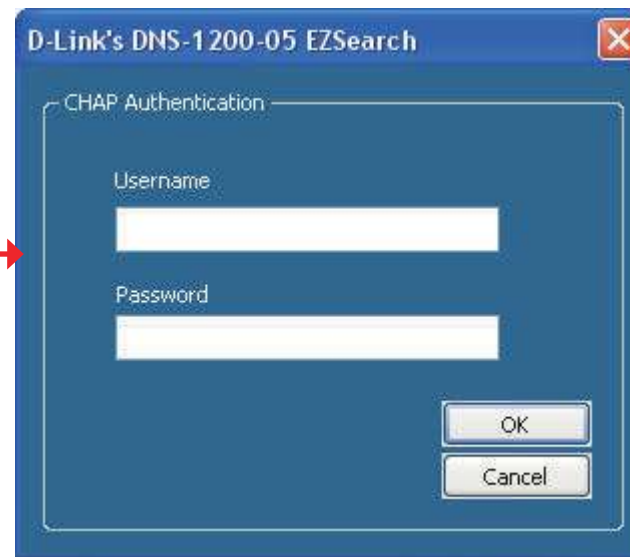 D-Link's DNS-1200-05 EZSearch
CHAP Authentication
Username
Password
OK
Cancel